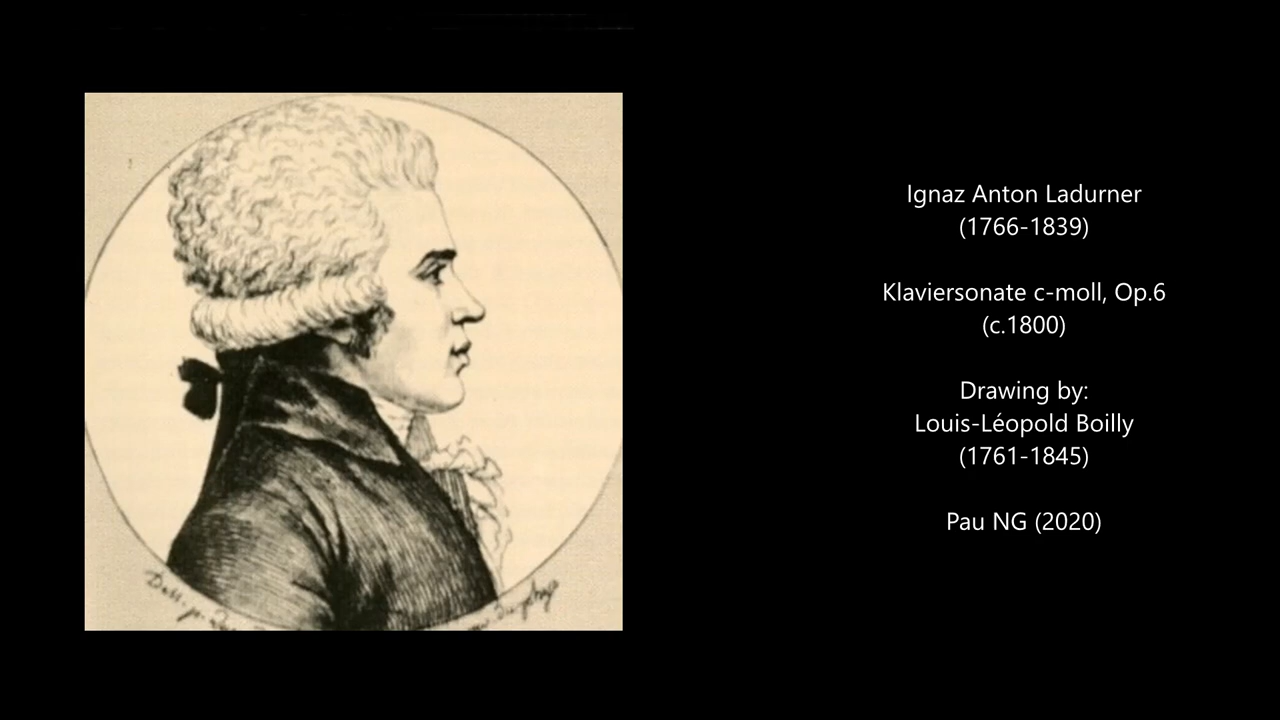 Ignaz Anton Ladurner
(1766-1839)
Klaviersonate c-moll, Op.6
(c.1800)
Drawing by:
Louis-Léopold Boilly
(1761-1845)
Pau NG (2020)